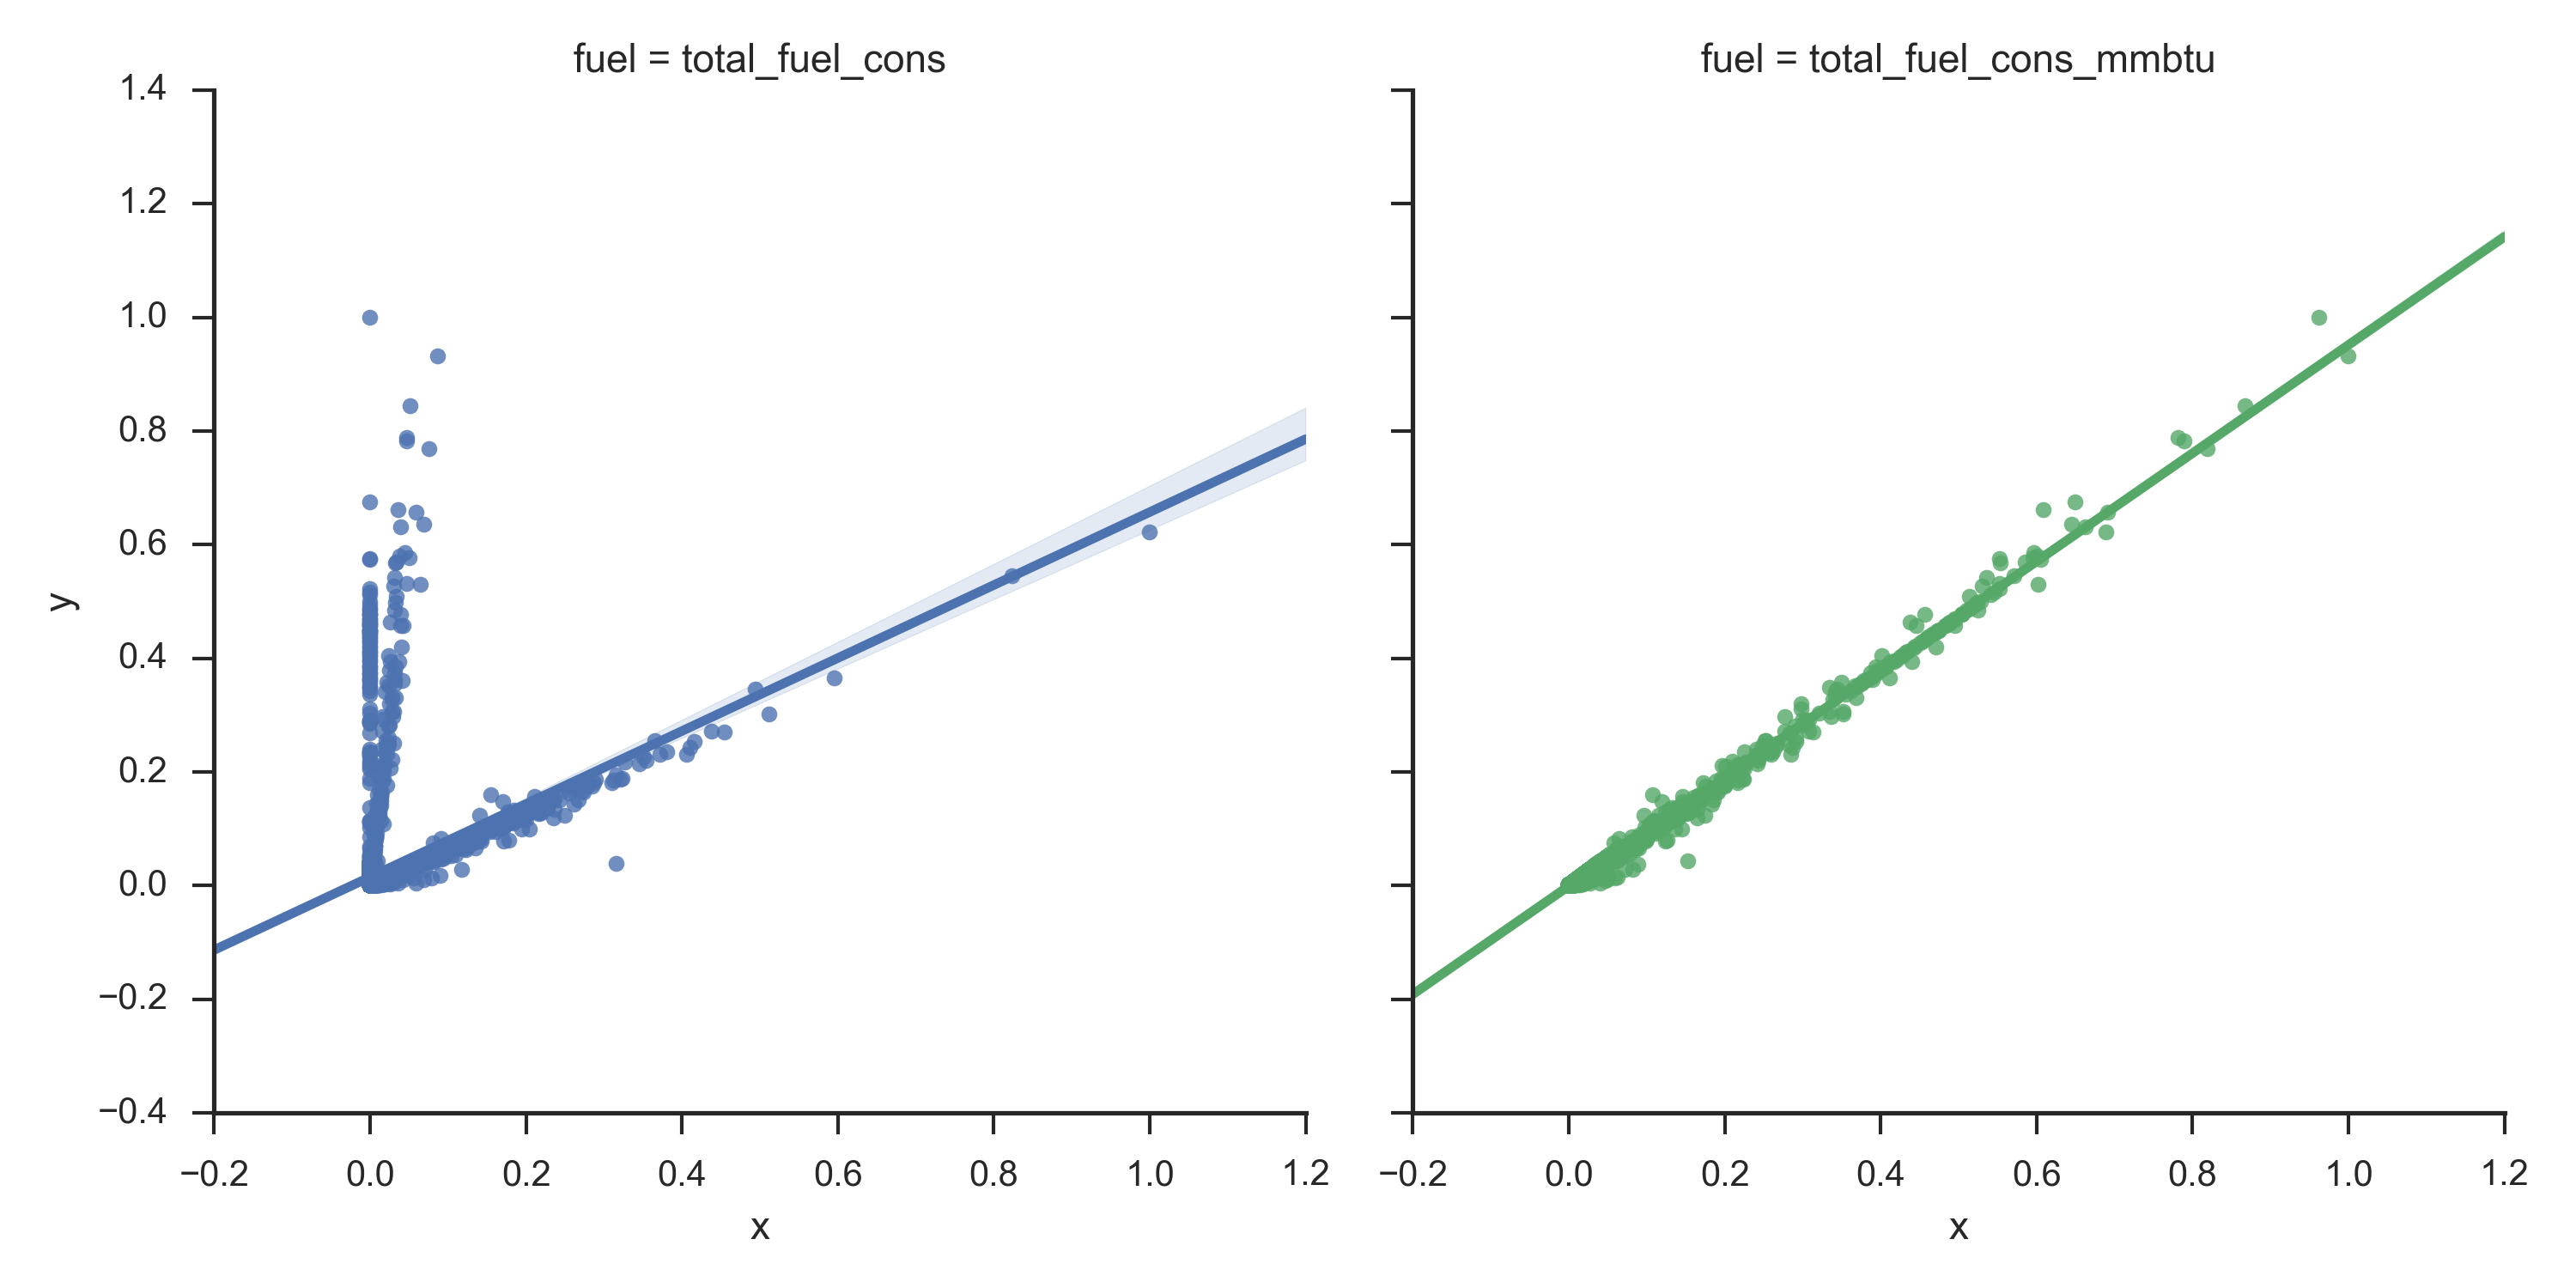 fuel = total_fuel_cons
fuel = total_fuel_cons_mmbtu
1.4
1.2
1.0
0.8
0.6
0.4
0.2
0.0
−0.2
−0.4
y
−0.2 0.0 0.2 0.4 0.6 0.8 1.0 1.2
−0.2 0.0 0.2 0.4 0.6 0.8 1.0 1.2
x
x